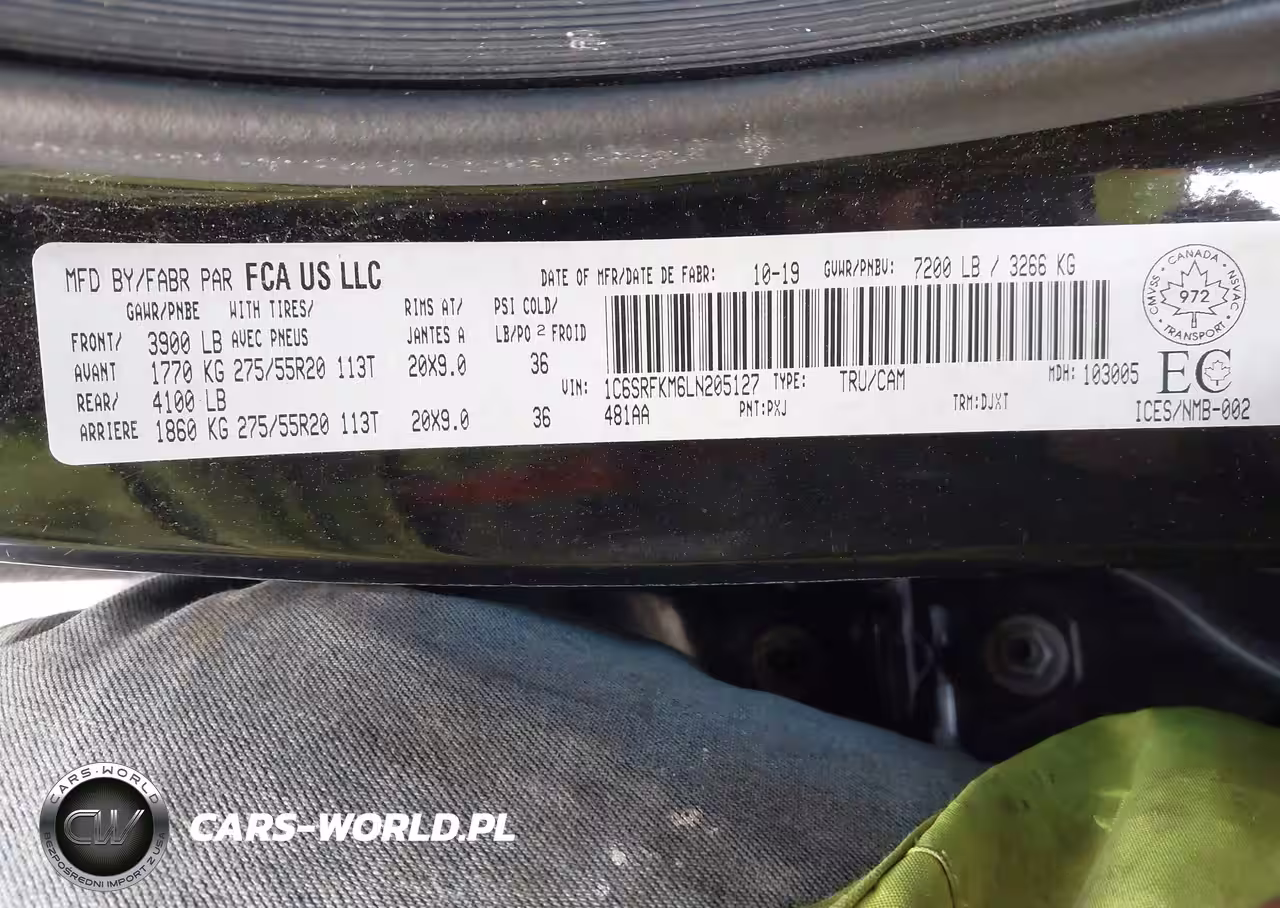 MFD BY/FABR PAR FCA US LLC
DATE OF MFR/DATE DE FABR: 10-19 GVWR/PNBV: 7200 LB / 3266 KG
GAWR/PNBE WITH TIRES/ RIMS AT/ PSI COLD/
FRONT/ 3900 LB AVEC PNEUS JANTES A LB/PO 2 FROID
AVANT 1770 KG 275/55R20 113T 20X9.0 36
REAR/ 4100 LB
ARRIERE 1860 KG 275/55R20 113T 20X9.0 36
VIN: 1C6SRFKM6LN205127 TYPE: TRU/CAM MDH: 103005
481AA PNT:PXJ TRM:DJXT
CANADA
CMVSS 972 NSVAC
TRANSPORT
EC
ICES/NMB-002
CARS-WORLD
CW
BEZPOŚREDNI IMPORT Z USA
CARS-WORLD.PL